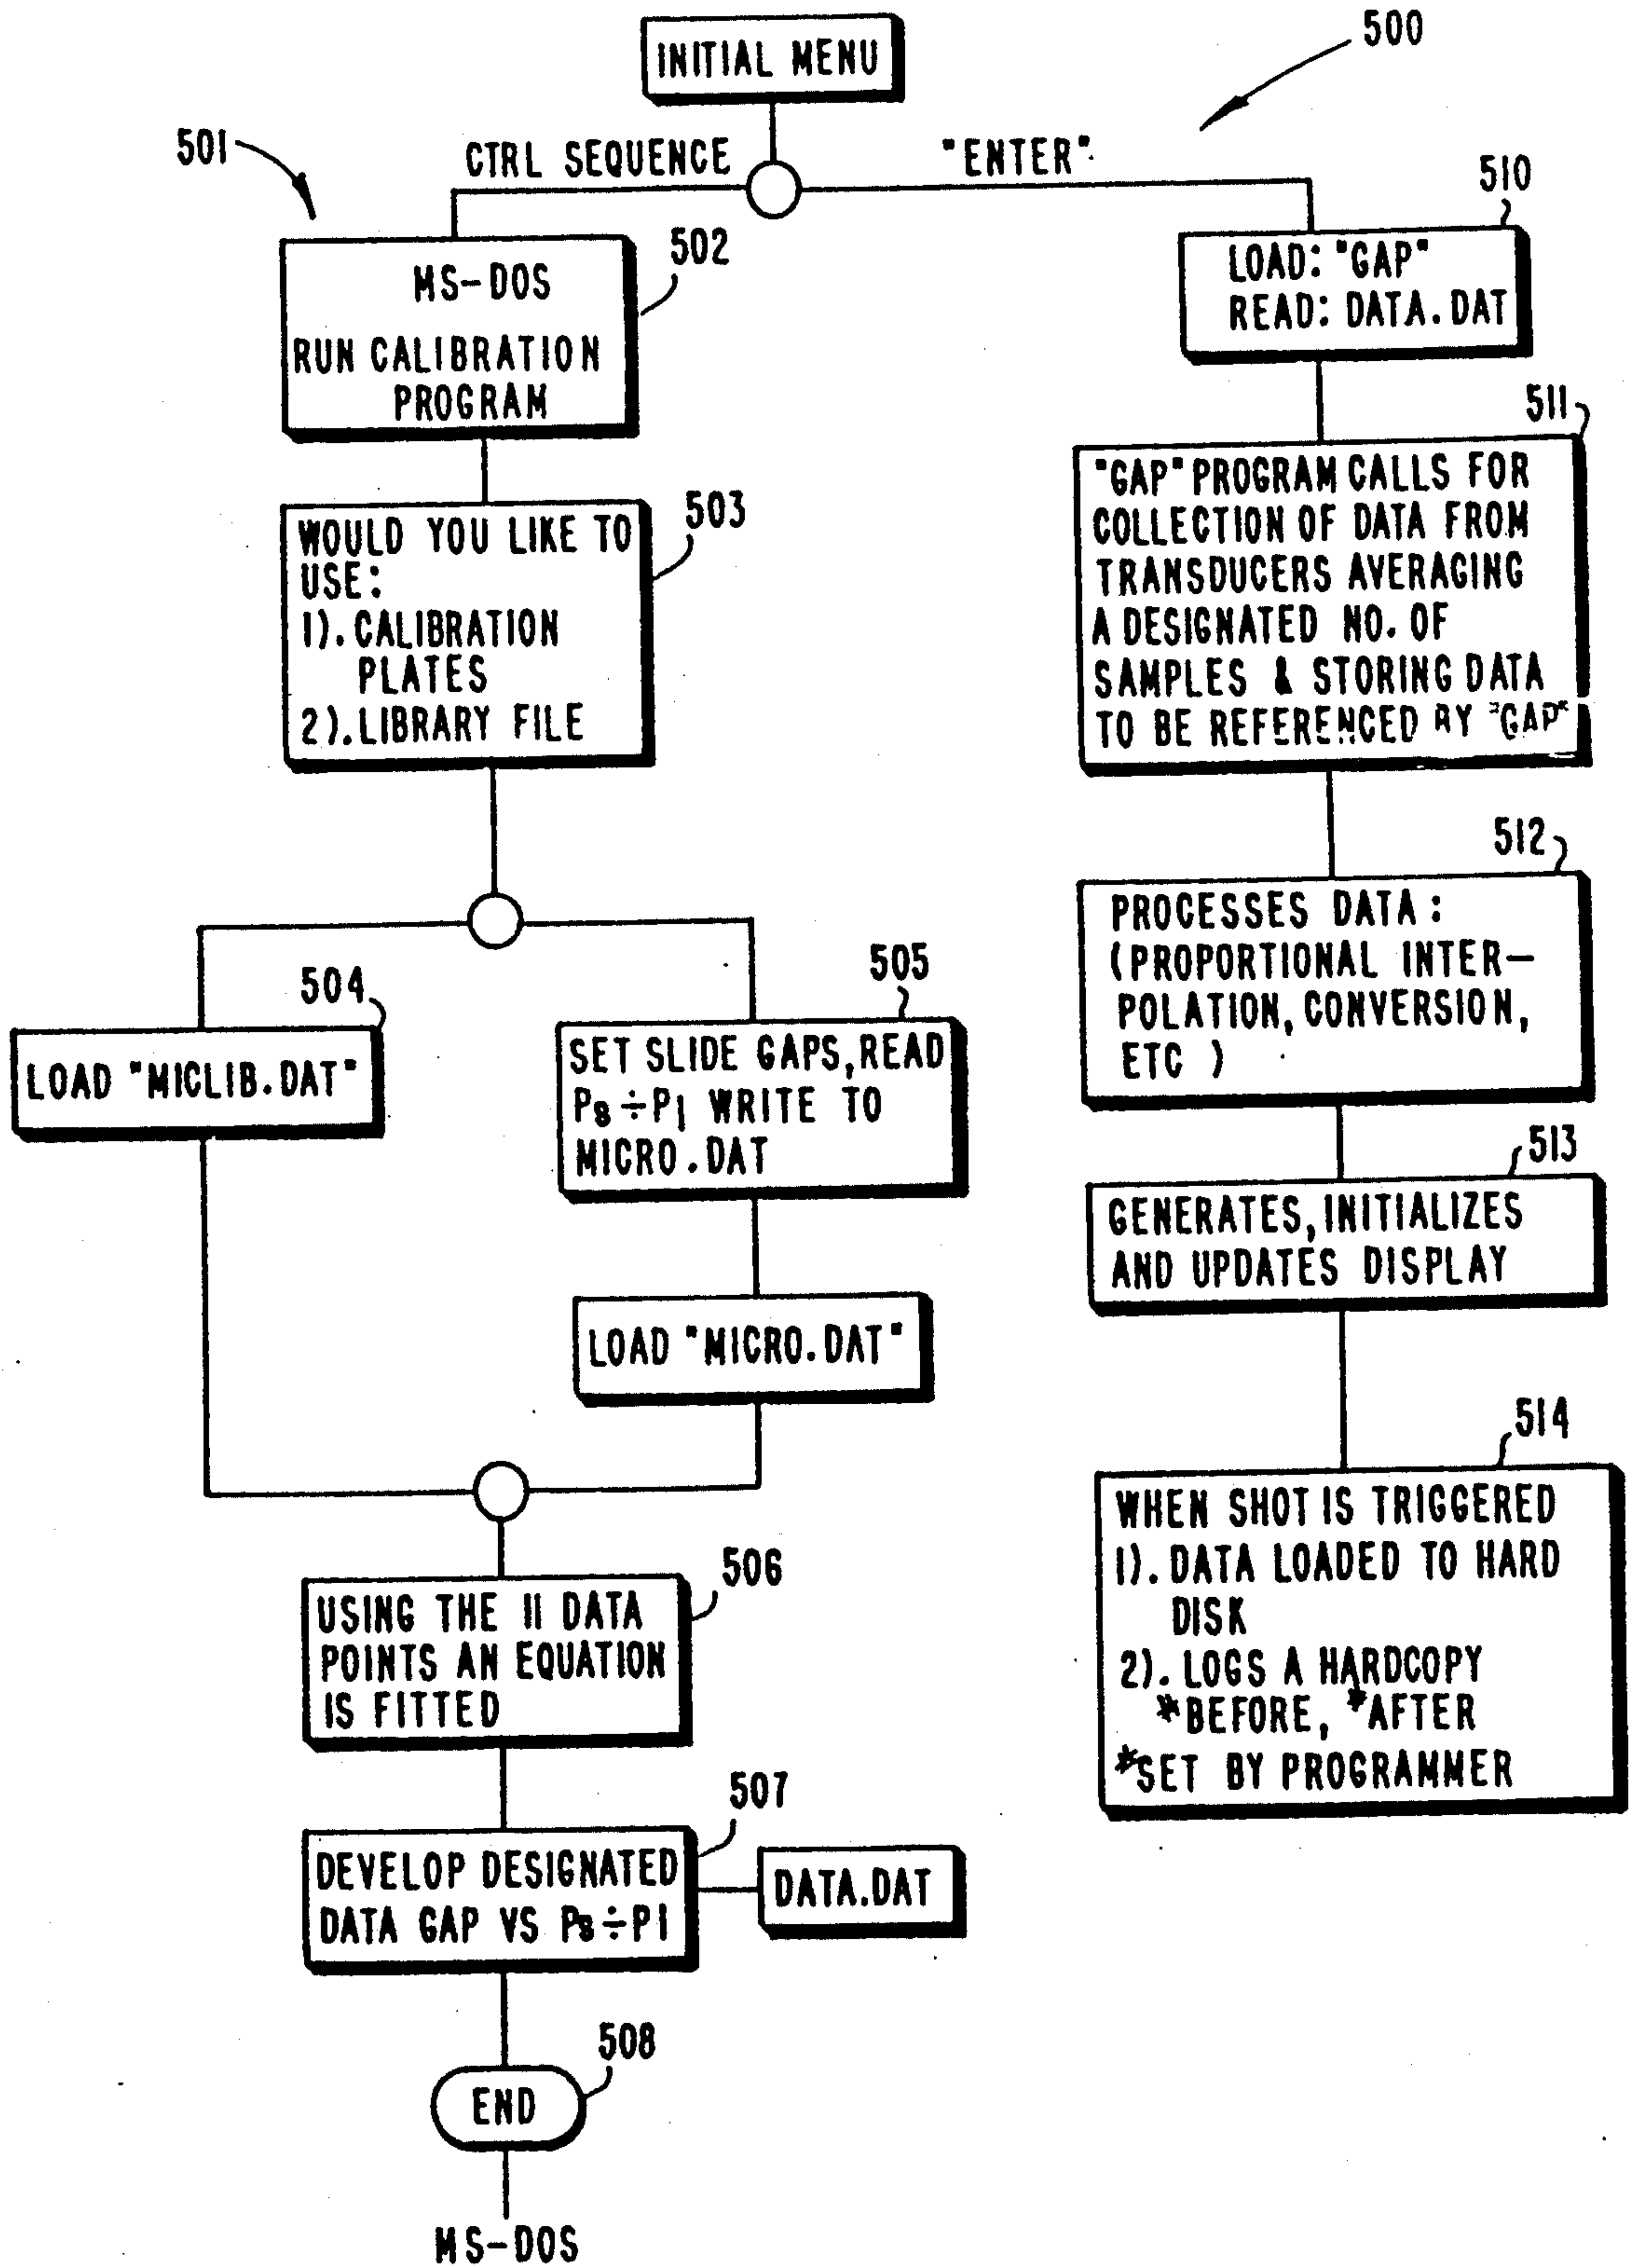 INITIAL MENU
500
501
CTRL SEQUENCE
"ENTER"
510
MS-DOS
RUN CALIBRATION
PROGRAM
502
LOAD: "GAP"
READ: DATA.DAT
WOULD YOU LIKE TO
USE:
1). CALIBRATION
PLATES
2). LIBRARY FILE
503
511
"GAP" PROGRAM CALLS FOR
COLLECTION OF DATA FROM
TRANSDUCERS AVERAGING
A DESIGNATED NO. OF
SAMPLES & STORING DATA
TO BE REFERENCED BY "GAP"
512
PROCESSES DATA:
(PROPORTIONAL INTER-
POLATION, CONVERSION,
ETC )
504
LOAD "MICLIB.DAT"
505
SET SLIDE GAPS, READ
P8 ÷ P1 WRITE TO
MICRO.DAT
513
GENERATES, INITIALIZES
AND UPDATES DISPLAY
LOAD "MICRO.DAT"
514
WHEN SHOT IS TRIGGERED
1). DATA LOADED TO HARD
DISK
2). LOGS A HARDCOPY
*BEFORE, *AFTER
*SET BY PROGRAMMER
506
USING THE 11 DATA
POINTS AN EQUATION
IS FITTED
507
DEVELOP DESIGNATED
DATA GAP VS P8 ÷ P1
DATA.DAT
508
END
MS-DOS